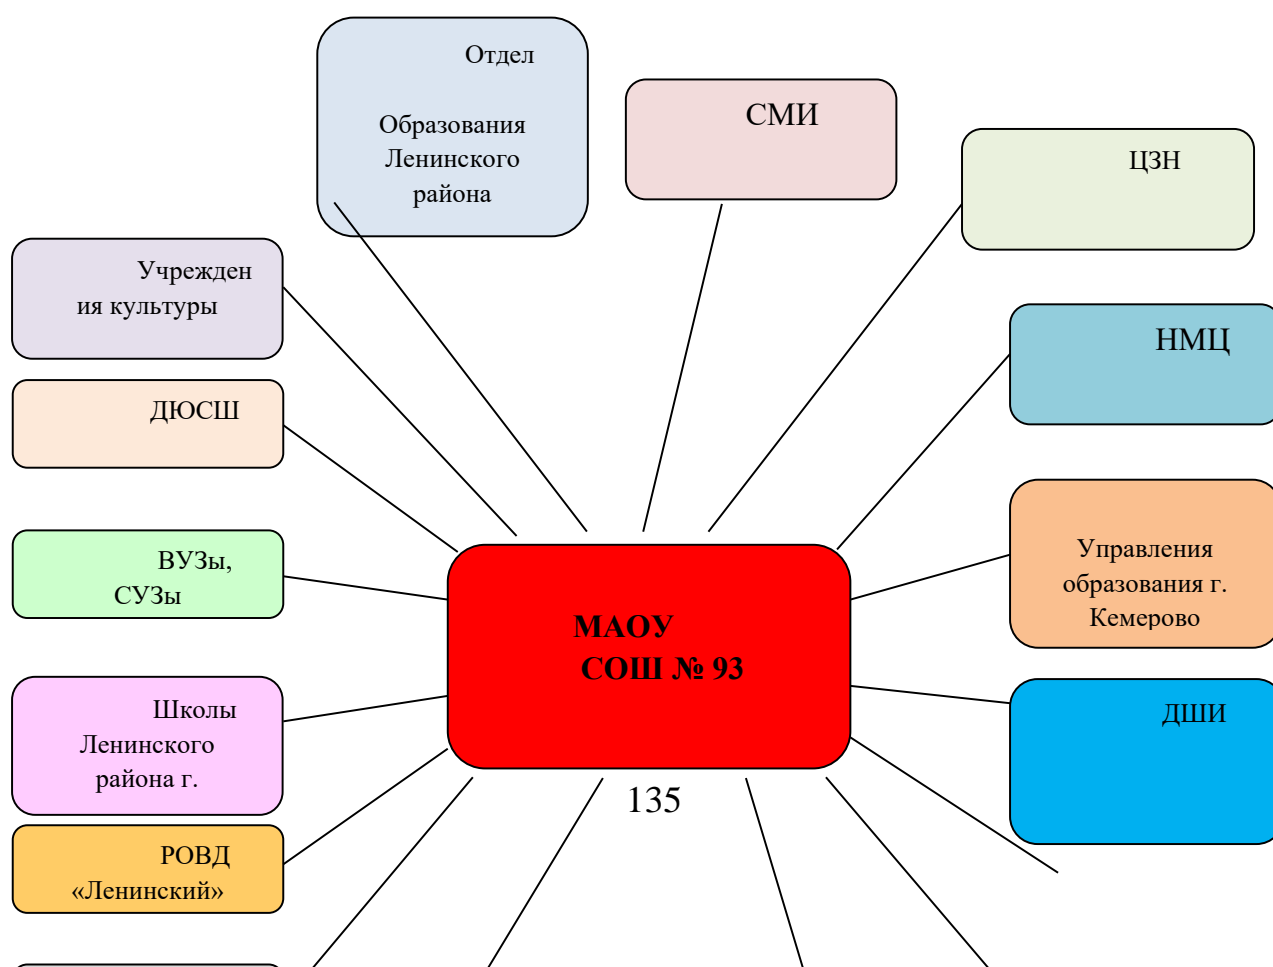 Отдел
Образования
Ленинского
района
СМИ
ЦЗН
Учрежден
ия культуры
НМЦ
ДЮСШ
Управления
образования г.
Кемерово
ВУЗы,
СУЗы
МАОУ
СОШ № 93
Школы
Ленинского
района г.
ДШИ
135
РОВД
«Ленинский»